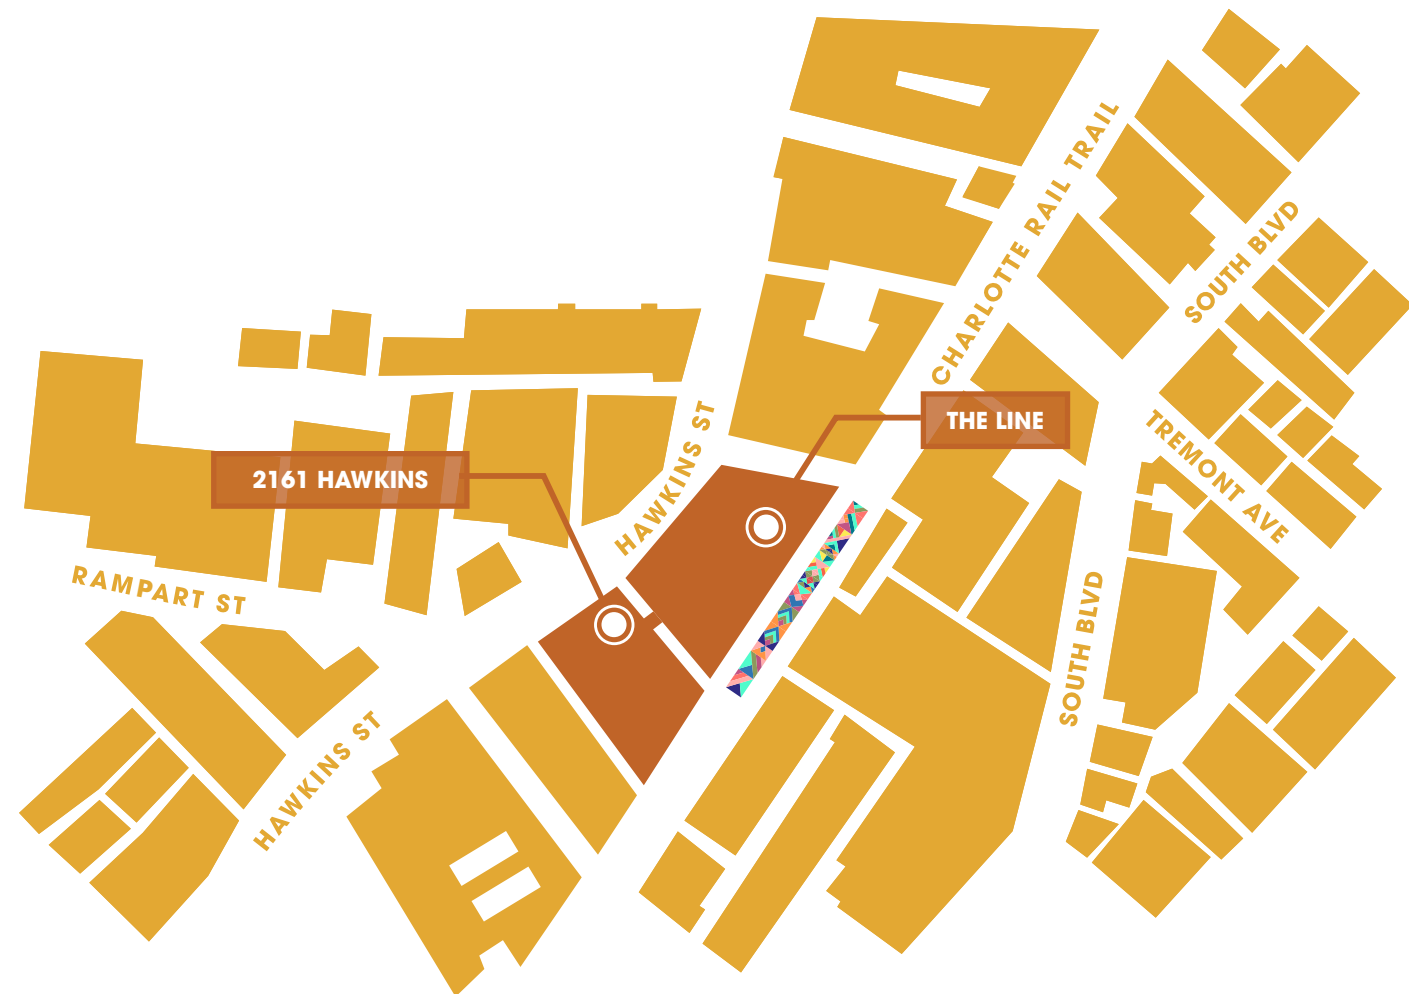 CHARLOTTE RAIL TRAIL
SOUTH BLVD
THE LINE
HAWKINS ST
TREMONT AVE
2161 HAWKINS
RAMPART ST
SOUTH BLVD
HAWKINS ST